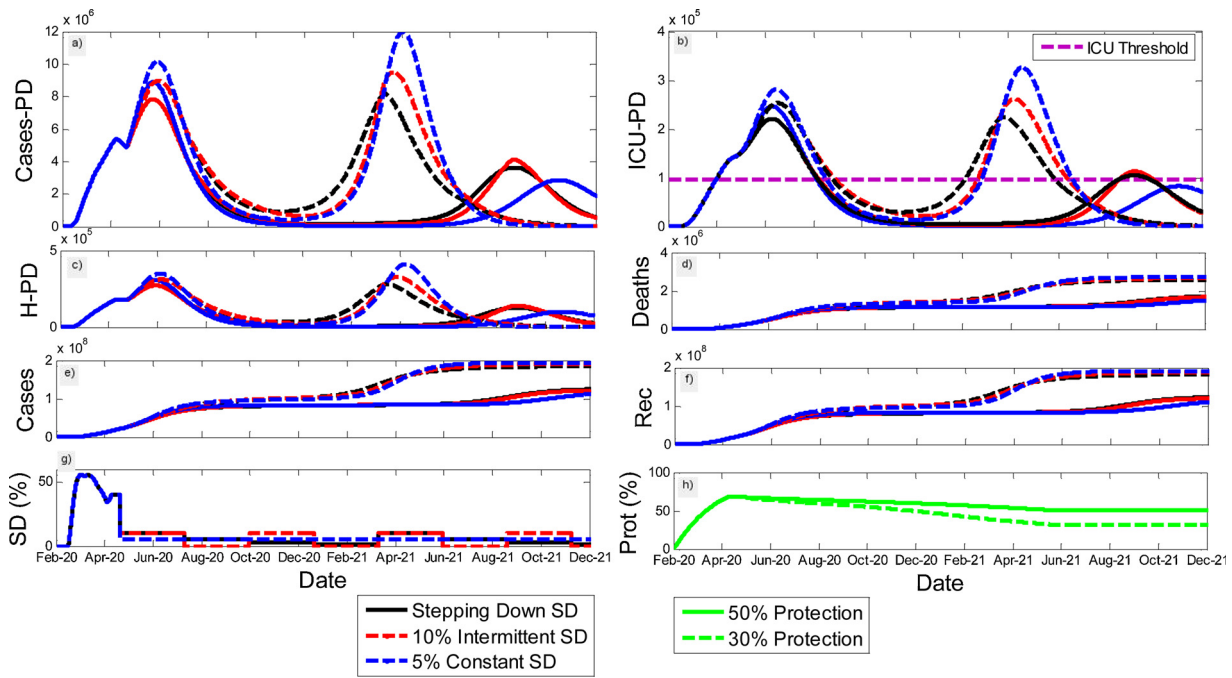 x 10^6
12
10
8
6
4
2
0
Cases-PD
a)
x 10^5
4
3
2
1
0
ICU-PD
b)
ICU Threshold
x 10^5
5
0
H-PD
c)
x 10^6
4
2
0
Deaths
d)
x 10^8
2
1
0
Cases
e)
x 10^8
2
1
0
Rec
f)
50
0
SD (%)
g)
Feb-20 Apr-20 Jun-20 Aug-20 Oct-20 Dec-20 Feb-21 Apr-21 Jun-21 Aug-21 Oct-21 Dec-21
Date
100
50
0
Prot (%)
h)
Feb-20 Apr-20 Jun-20 Aug-20 Oct-20 Dec-20 Feb-21 Apr-21 Jun-21 Aug-21 Oct-21 Dec-21
Date
Stepping Down SD
10% Intermittent SD
5% Constant SD
50% Protection
30% Protection